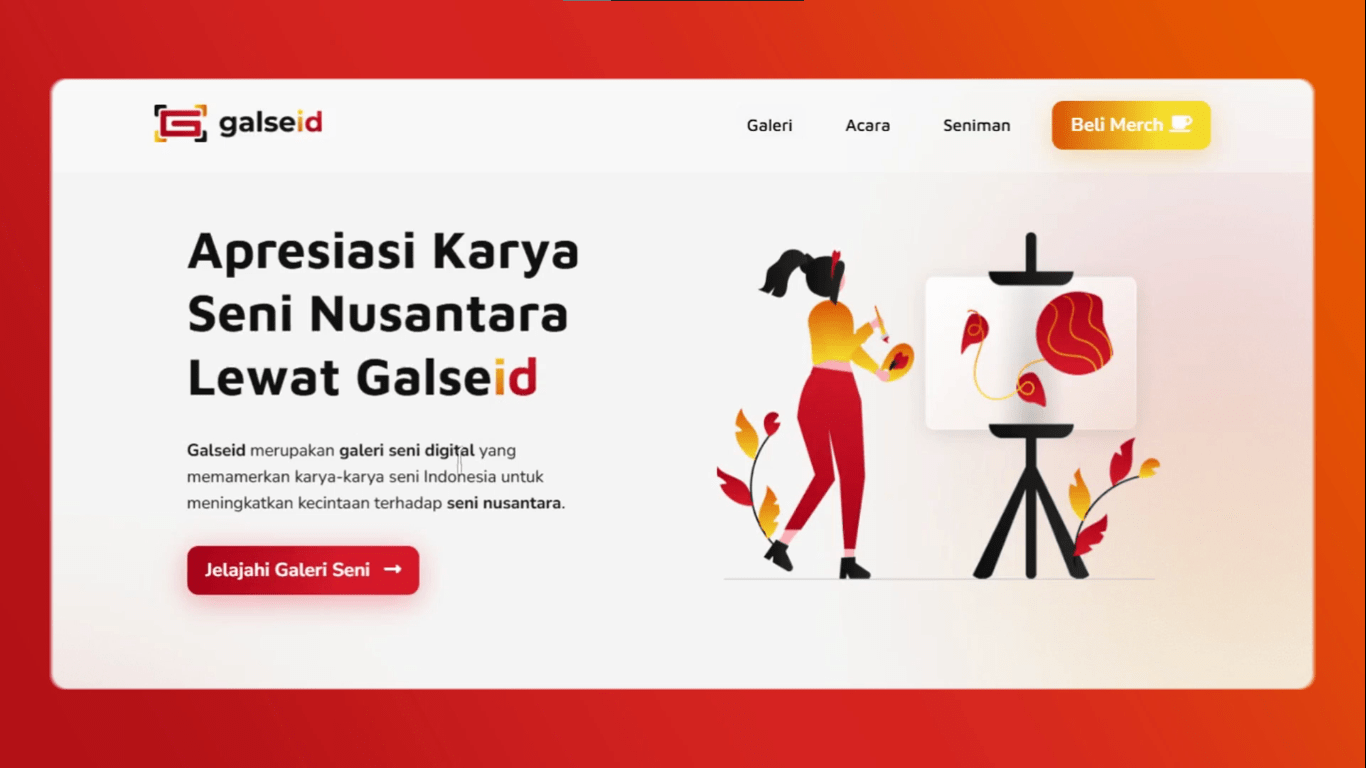 galseid
Galeri
Acara
Seniman
Beli Merch
Apresiasi Karya
Seni Nusantara
Lewat Galseid
Galseid merupakan galeri seni digital yang
memamerkan karya-karya seni Indonesia untuk
meningkatkan kecintaan terhadap seni nusantara.
Jelajahi Galeri Seni →